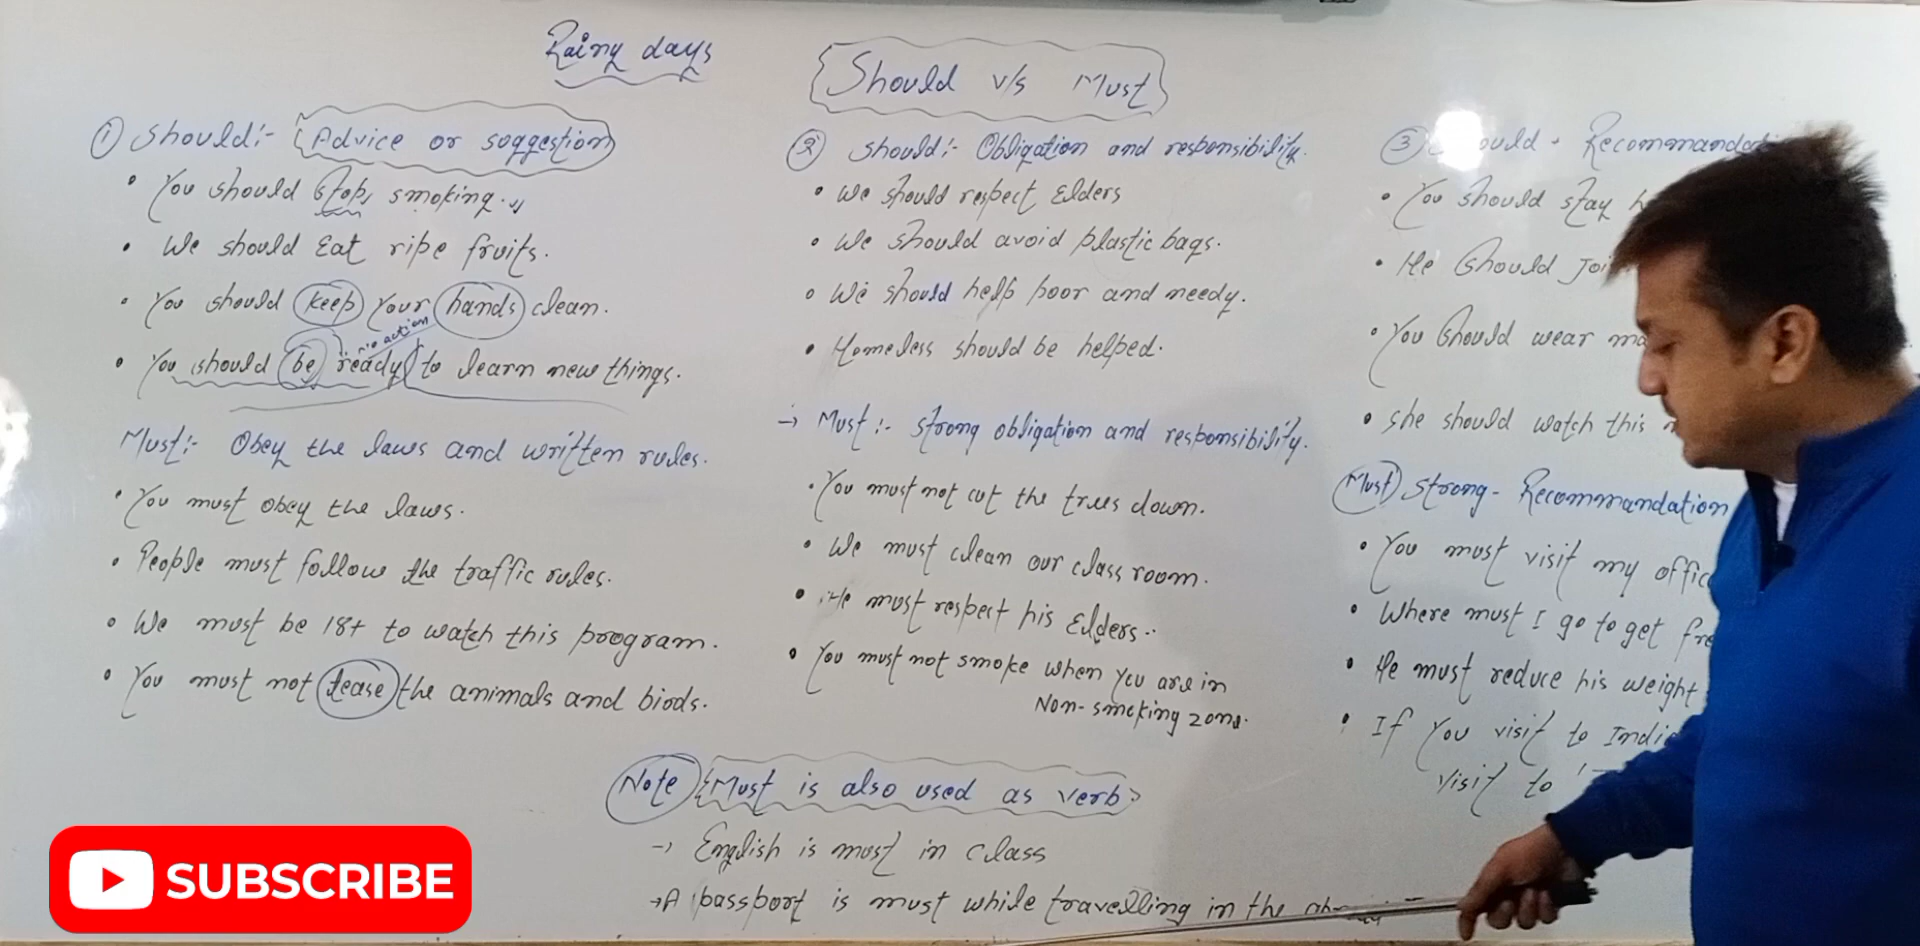 Rainy days
Should v/s Must
① Should:- Advice or soggestion
• You should stop, smoking.
• We should Eat ripe fruits.
• You should keep your hands clean.
no action
• You should be ready to learn new things.
Must:- Obey the laws and written rules.
• You must obey the laws.
• People must follow the traffic rules.
• We must be 18+ to watch this program.
• You must not tease the animals and birds.
② should:- Obligation and responsibility.
• We should respect Elders
• We should avoid plastic bags.
• We should help poor and needy.
• Homeless should be helped.
→ Must:- strong obligation and responsibility.
• You must not cut the trees down.
• We must clean our class room.
• He must respect his Elders..
• You must not smoke when you are in
Non-smoking zone.
③ - 
• You should stay
• He should
• You should wear
• she should watch this
Must Strong- Recommandation
• You must visit my
• Where must I go to get
• He must reduce his weight
• If you visit to
visit to
Note {Must is also used as verb}
→ English is must in class
→ A passport is must while travelling in the
SUBSCRIBE